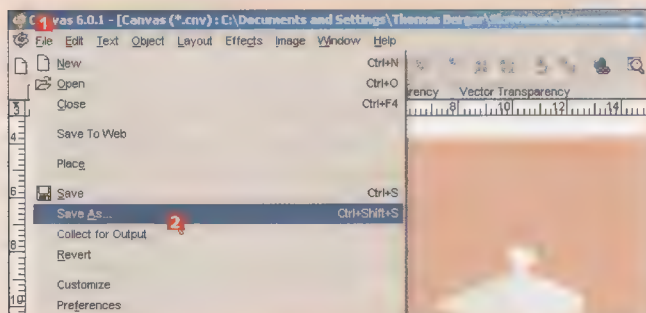 Canvas 6.0.1 - [Canvas (*.cnv) : C:\Documents and Settings\Thomas Berger\
1
File Edit Text Object Layout Effects Image Window Help
New Ctrl+N
Open Ctrl+O
rency Vector Transparency
Close Ctrl+F4
8 10 12 14
3
4
Save To Web
Place
6
Save Ctrl+S
Save As... Ctrl+Shift+S
2
Collect for Output
8
Revert
Customize
10
Preferences